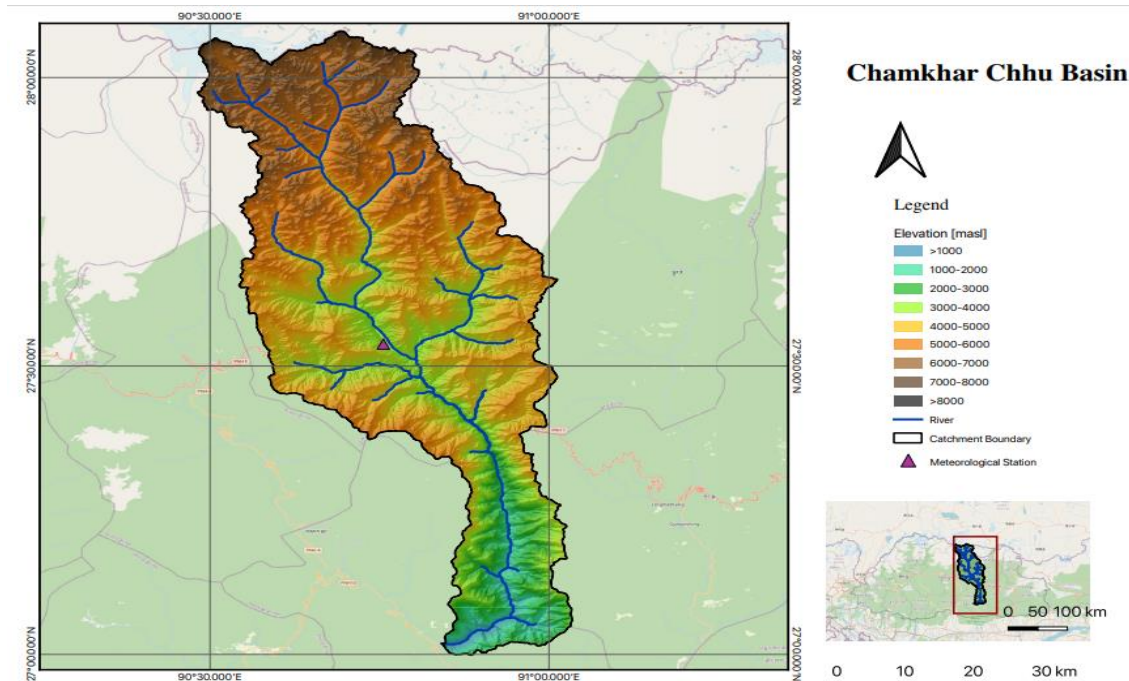 90°30.000'E
91°00.000'E
28°00.000'N
28°00.000'N
27°30.000'N
27°30.000'N
27°00.000'N
27°00.000'N
90°30.000'E
91°00.000'E
Chamkhar Chhu Basin
Legend
Elevation [masl]
>1000
1000-2000
2000-3000
3000-4000
4000-5000
5000-6000
6000-7000
7000-8000
>8000
River
Catchment Boundary
Meteorological Station
0 50 100 km
0 10 20 30 km